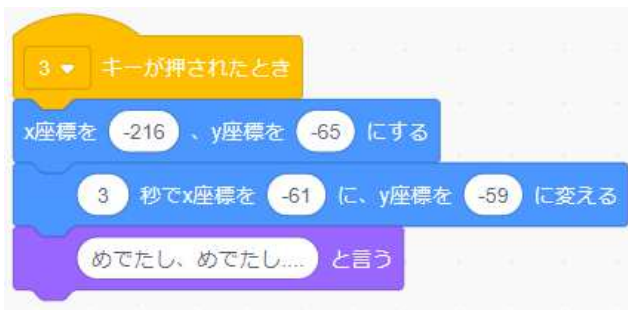 3 キーが押されたとき
x座標を -216 、y座標を -65 にする
3 秒でx座標を -61 に、y座標を -59 に変える
めでたし、めでたし.... と言う